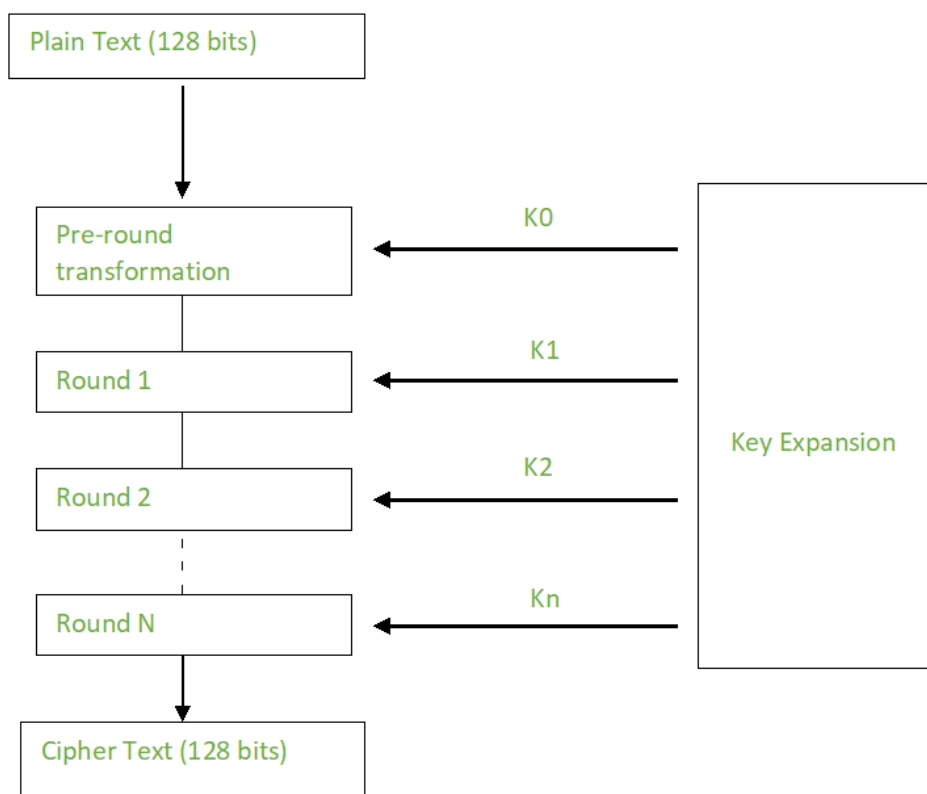 Plain Text (128 bits)
K0
Pre-round
transformation
K1
Round 1
Key Expansion
K2
Round 2
Kn
Round N
Cipher Text (128 bits)